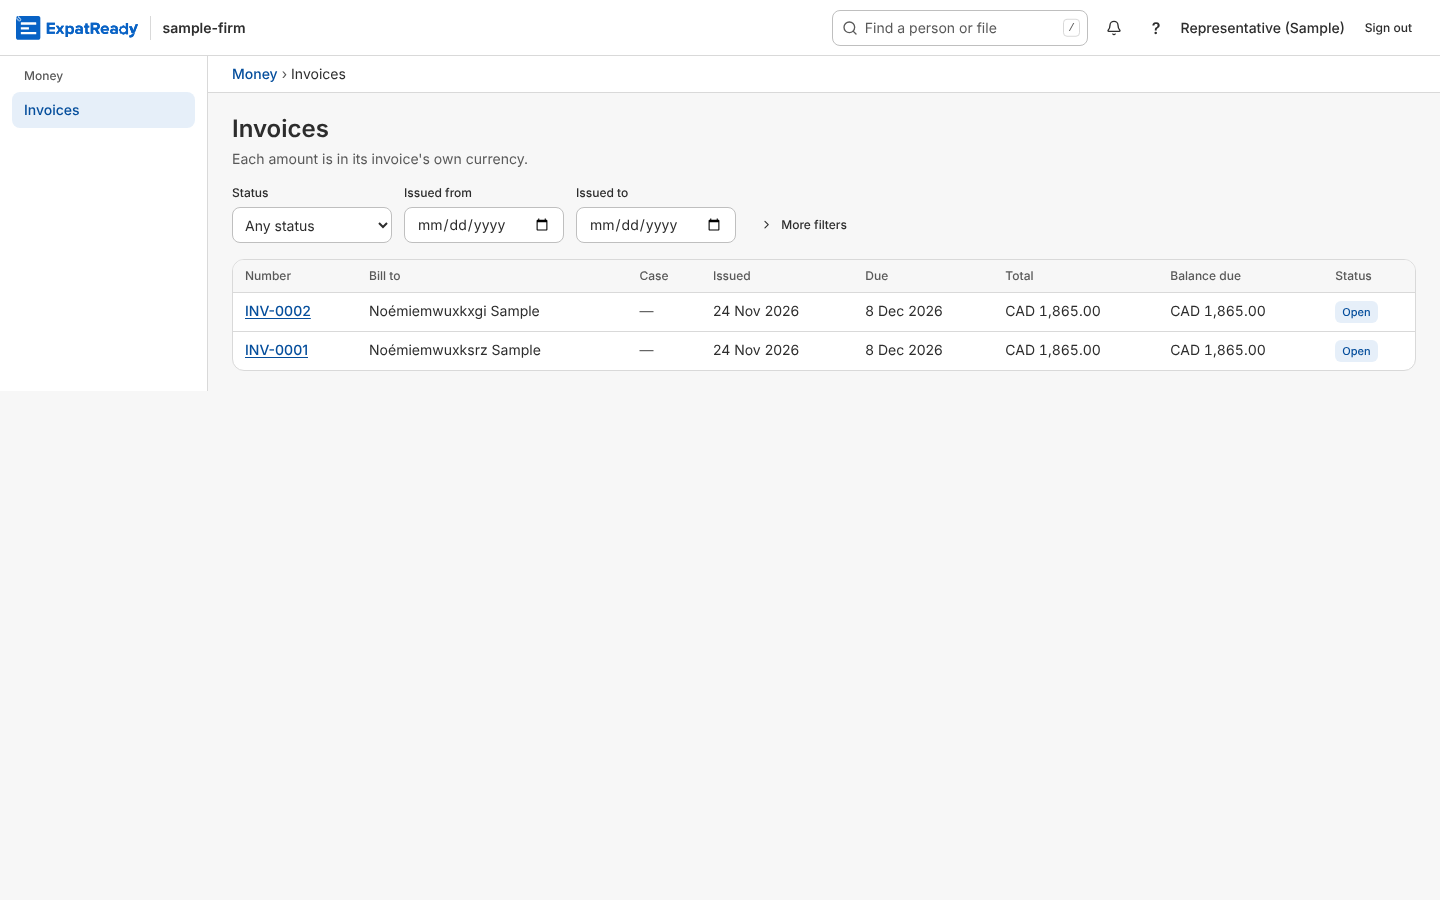 ExpatReady
sample-firm
Find a person or file
/
?
Representative (Sample)
Sign out
Money
Invoices
Money › Invoices
Invoices
Each amount is in its invoice's own currency.
Status
Issued from
Issued to
Any status
mm/dd/yyyy
mm/dd/yyyy
More filters
Number Bill to Case Issued Due Total Balance due Status
INV-0002 Noémiemwuxkxgi Sample — 24 Nov 2026 8 Dec 2026 CAD 1,865.00 CAD 1,865.00 Open
INV-0001 Noémiemwuxksrz Sample — 24 Nov 2026 8 Dec 2026 CAD 1,865.00 CAD 1,865.00 Open